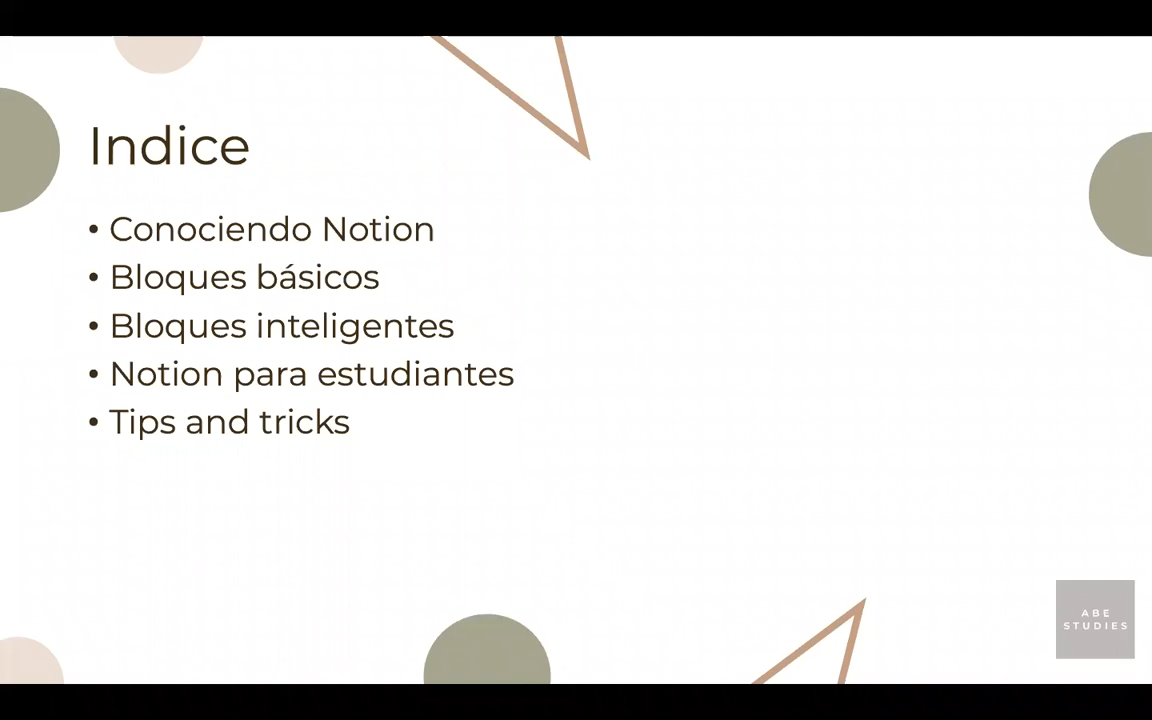 Indice
• Conociendo Notion
• Bloques básicos
• Bloques inteligentes
• Notion para estudiantes
• Tips and tricks
ABE
STUDIES